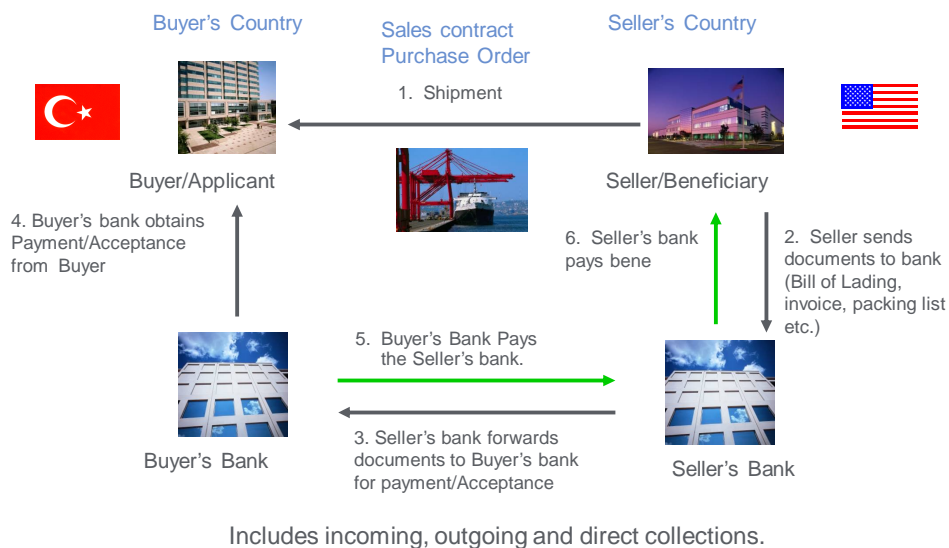 Buyer's Country
Sales contract
Purchase Order
Seller's Country
1. Shipment
Buyer/Applicant
Seller/Beneficiary
4. Buyer's bank obtains
Payment/Acceptance
from Buyer
6. Seller's bank
pays bene
2. Seller sends
documents to bank
(Bill of Lading,
invoice, packing list
etc.)
5. Buyer's Bank Pays
the Seller's bank.
3. Seller's bank forwards
documents to Buyer's bank
for payment/Acceptance
Buyer's Bank
Seller's Bank
Includes incoming, outgoing and direct collections.